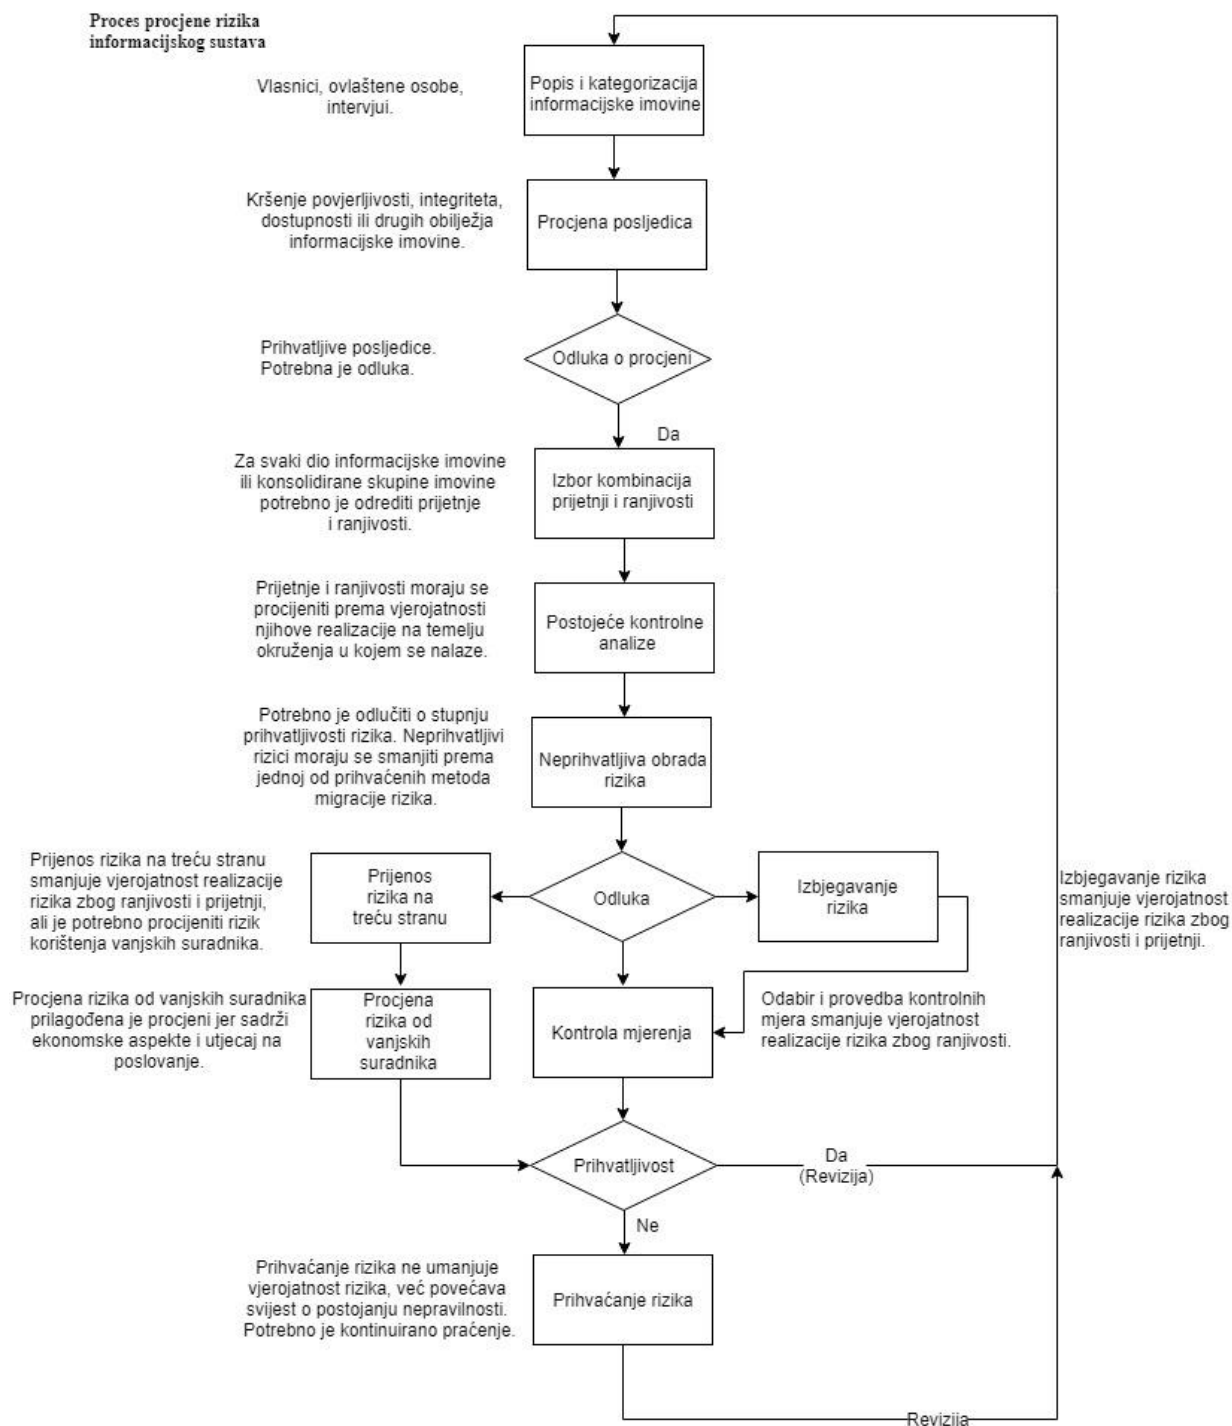 Proces procjene rizika
informacijskog sustava
Vlasnici, ovlaštene osobe,
intervjui.
Popis i kategorizacija
informacijske imovine
Kršenje povjerljivosti, integriteta,
dostupnosti ili drugih obilježja
informacijske imovine.
Procjena posljedica
Prihvatljive posljedice.
Potrebna je odluka.
Odluka o procjeni
Da
Za svaki dio informacijske imovine
ili konsolidirane skupine imovine
potrebno je odrediti prijetnje
i ranjivosti.
Izbor kombinacija
prijetnji i ranjivosti
Prijetnje i ranjivosti moraju se
procijeniti prema vjerojatnosti
njihove realizacije na temelju
okruženja u kojem se nalaze.
Postojeće kontrolne
analize
Potrebno je odlučiti o stupnju
prihvatljivosti rizika. Neprihvatljivi
rizici moraju se smanjiti prema
jednoj od prihvaćenih metoda
migracije rizika.
Neprihvatljiva obrada
rizika
Prijenos rizika na treću stranu
smanjuje vjerojatnost realizacije
rizika zbog ranjivosti i prijetnji,
ali je potrebno procijeniti rizik
korištenja vanjskih suradnika.
Prijenos
rizika na
treću stranu
Odluka
Izbjegavanje
rizika
Izbjegavanje rizika
smanjuje vjerojatnost
realizacije rizika zbog
ranjivosti i prijetnji.
Procjena rizika od vanjskih suradnika
prilagođena je procjeni jer sadrži
ekonomske aspekte i utjecaj na
poslovanje.
Procjena
rizika od
vanjskih
suradnika
Kontrola mjerenja
Odabir i provedba kontrolnih
mjera smanjuje vjerojatnost
realizacije rizika zbog ranjivosti.
Prihvatljivost
Da
(Revizija)
Ne
Prihvaćanje rizika ne umanjuje
vjerojatnost rizika, već povećava
svijest o postojanju nepravilnosti.
Potrebno je kontinuirano praćenje.
Prihvaćanje rizika
Revizija